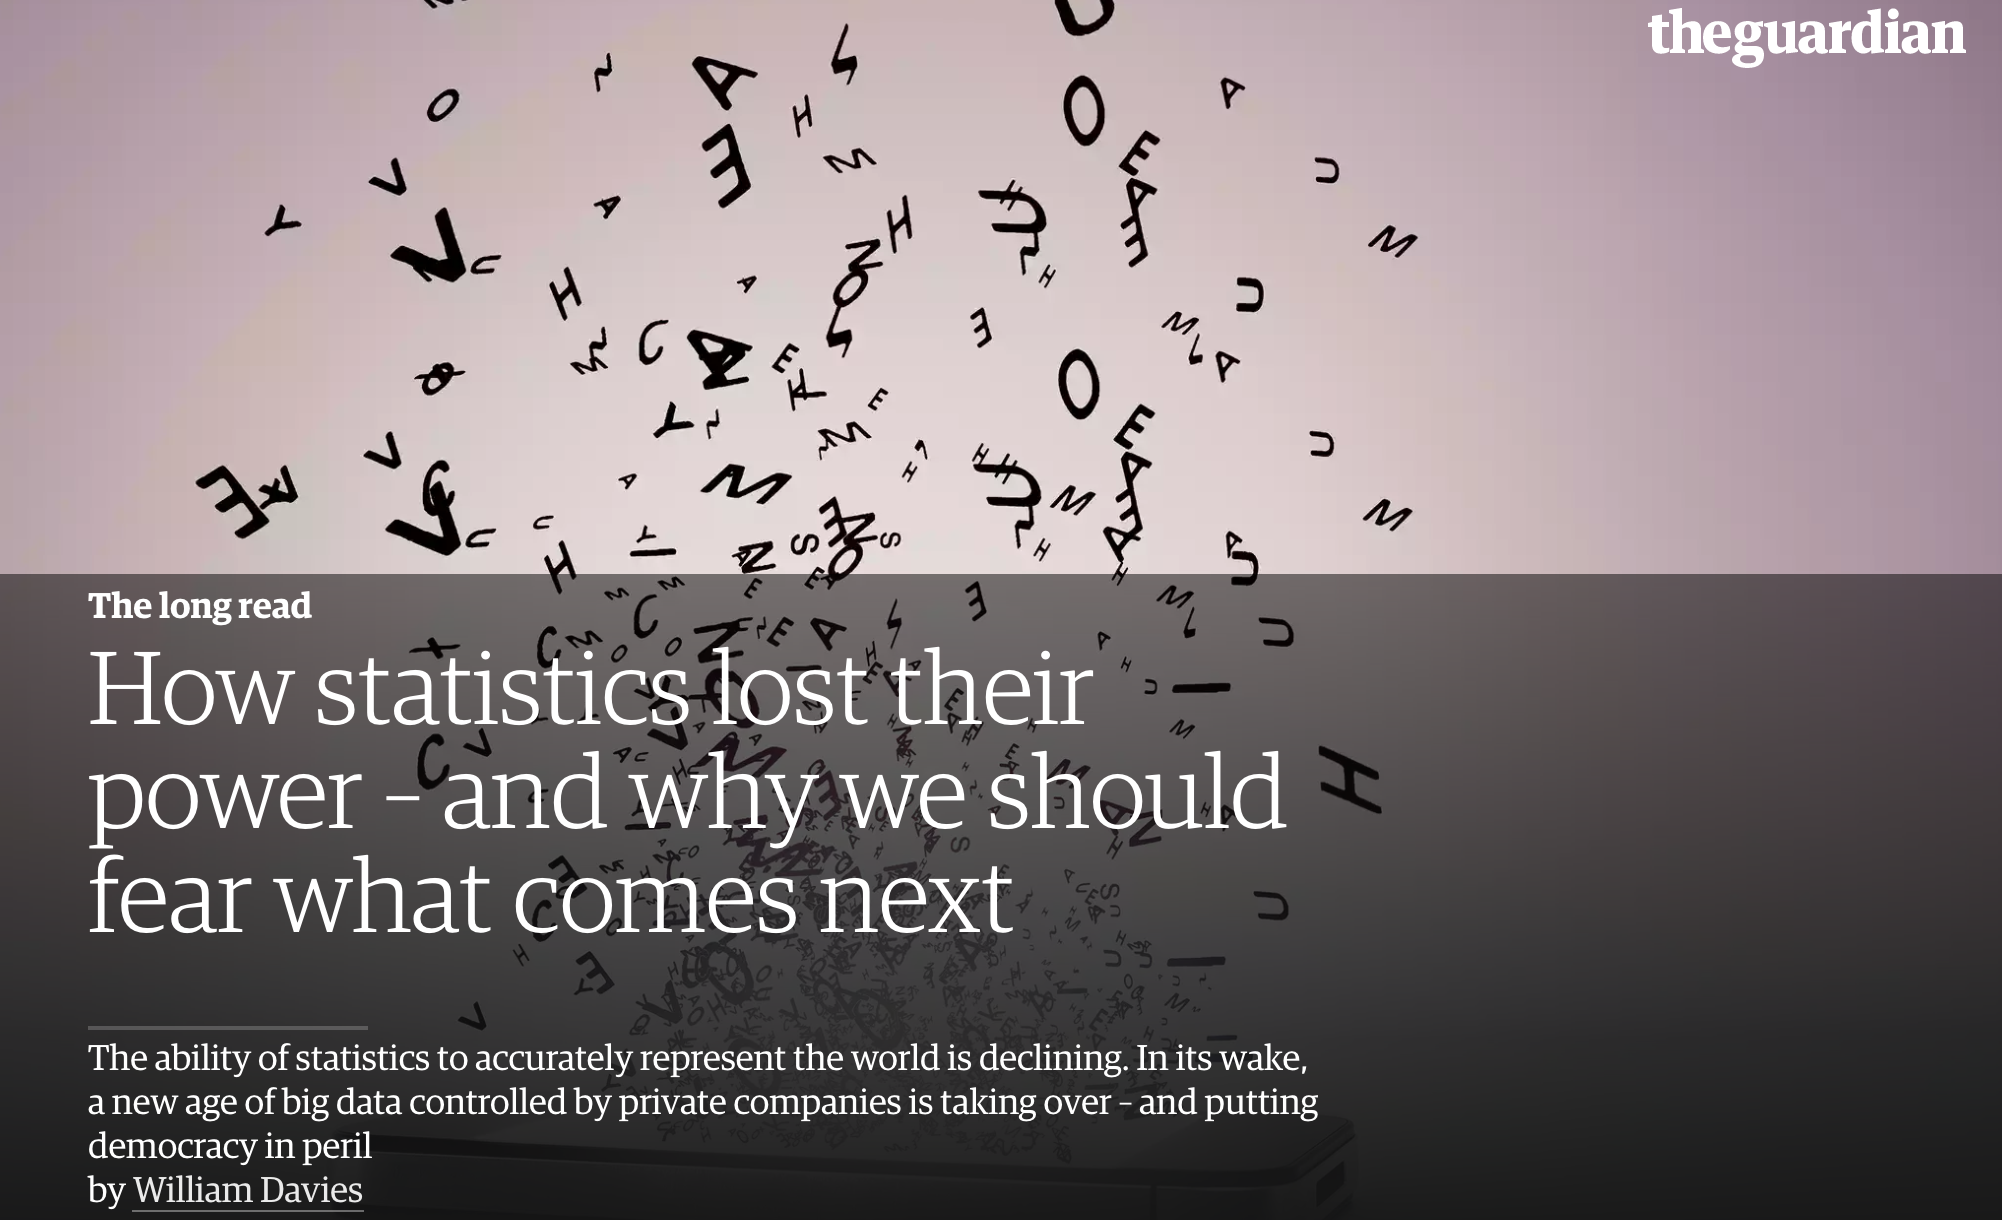 theguardian
The long read
How statistics lost their
power – and why we should
fear what comes next
The ability of statistics to accurately represent the world is declining. In its wake,
a new age of big data controlled by private companies is taking over – and putting
democracy in peril
by William Davies